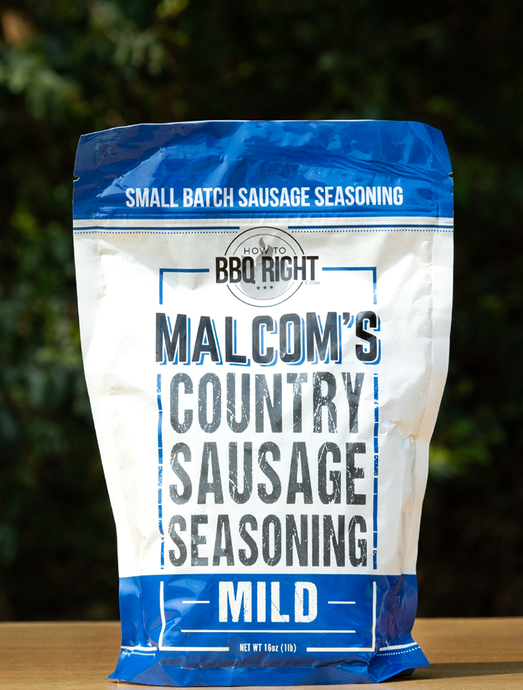 SMALL BATCH SAUSAGE SEASONING
HOW TO
BBQ RIGHT
.COM
MALCOM'S
COUNTRY
SAUSAGE
SEASONING
MILD
NET WT 16oz (1lb)